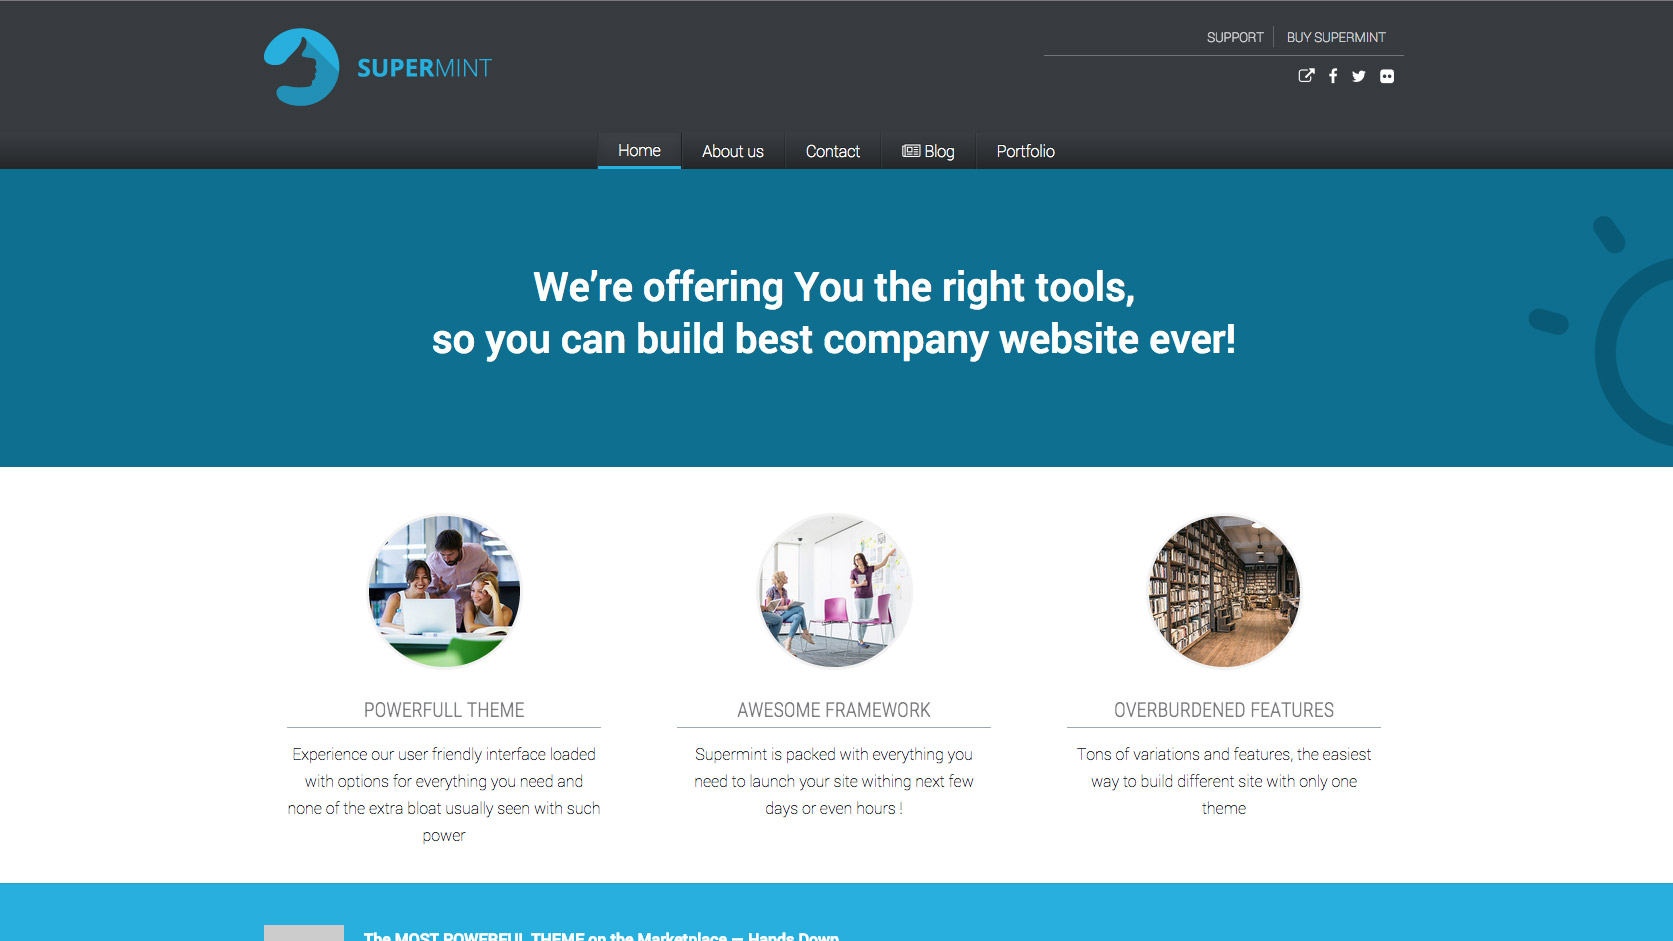 SUPERMINT
SUPPORT
BUY SUPERMINT
Home
About us
Contact
Blog
Portfolio
We’re offering You the right tools,
so you can build best company website ever!
POWERFULL THEME
Experience our user friendly interface loaded
with options for everything you need and
none of the extra bloat usually seen with such
power
AWESOME FRAMEWORK
Supermint is packed with everything you
need to launch your site withing next few
days or even hours !
OVERBURDENED FEATURES
Tons of variations and features, the easiest
way to build different site with only one
theme
The MOST POWERFUL THEME on the Marketplace – Hands Down